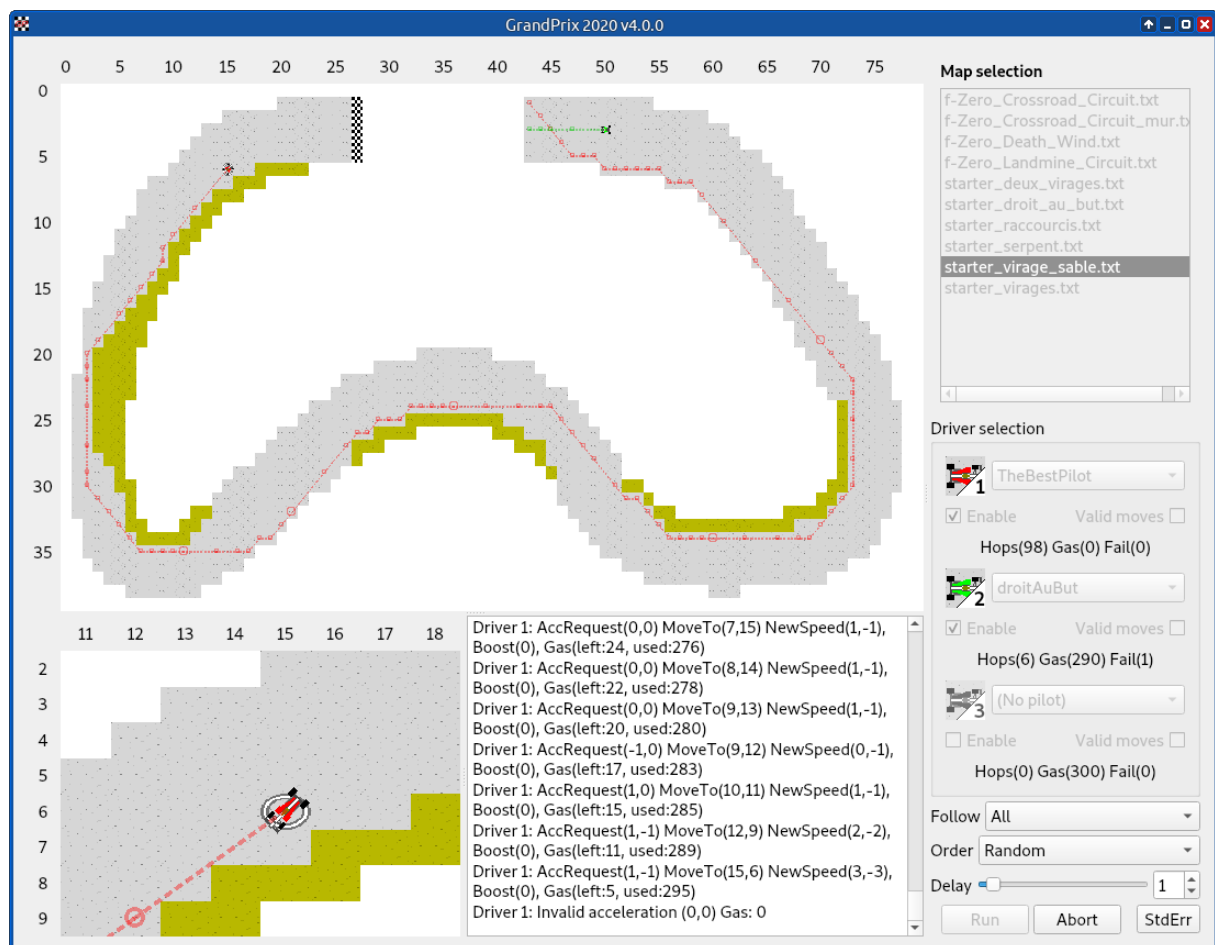 GrandPrix 2020 v4.0.0
0 5 10 15 20 25 30 35 40 45 50 55 60 65 70 75
0
5
10
15
20
25
30
35
Map selection
f-Zero_Crossroad_Circuit.txt
f-Zero_Crossroad_Circuit_mur.tx
f-Zero_Death_Wind.txt
f-Zero_Landmine_Circuit.txt
starter_deux_virages.txt
starter_droit_au_but.txt
starter_raccourcis.txt
starter_serpent.txt
starter_virage_sable.txt
starter_virages.txt
Driver selection
1 TheBestPilot
Enable Valid moves
Hops(98) Gas(0) Fail(0)
2 droitAuBut
Enable Valid moves
Hops(6) Gas(290) Fail(1)
3 (No pilot)
Enable Valid moves
Hops(0) Gas(300) Fail(0)
Follow All
Order Random
Delay 1
Run Abort StdErr
11 12 13 14 15 16 17 18
2
3
4
5
6
7
8
9
Driver 1: AccRequest(0,0) MoveTo(7,15) NewSpeed(1,-1),
Boost(0), Gas(left:24, used:276)
Driver 1: AccRequest(0,0) MoveTo(8,14) NewSpeed(1,-1),
Boost(0), Gas(left:22, used:278)
Driver 1: AccRequest(0,0) MoveTo(9,13) NewSpeed(1,-1),
Boost(0), Gas(left:20, used:280)
Driver 1: AccRequest(-1,0) MoveTo(9,12) NewSpeed(0,-1),
Boost(0), Gas(left:17, used:283)
Driver 1: AccRequest(1,0) MoveTo(10,11) NewSpeed(1,-1),
Boost(0), Gas(left:15, used:285)
Driver 1: AccRequest(1,-1) MoveTo(12,9) NewSpeed(2,-2),
Boost(0), Gas(left:11, used:289)
Driver 1: AccRequest(1,-1) MoveTo(15,6) NewSpeed(3,-3),
Boost(0), Gas(left:5, used:295)
Driver 1: Invalid acceleration (0,0) Gas: 0